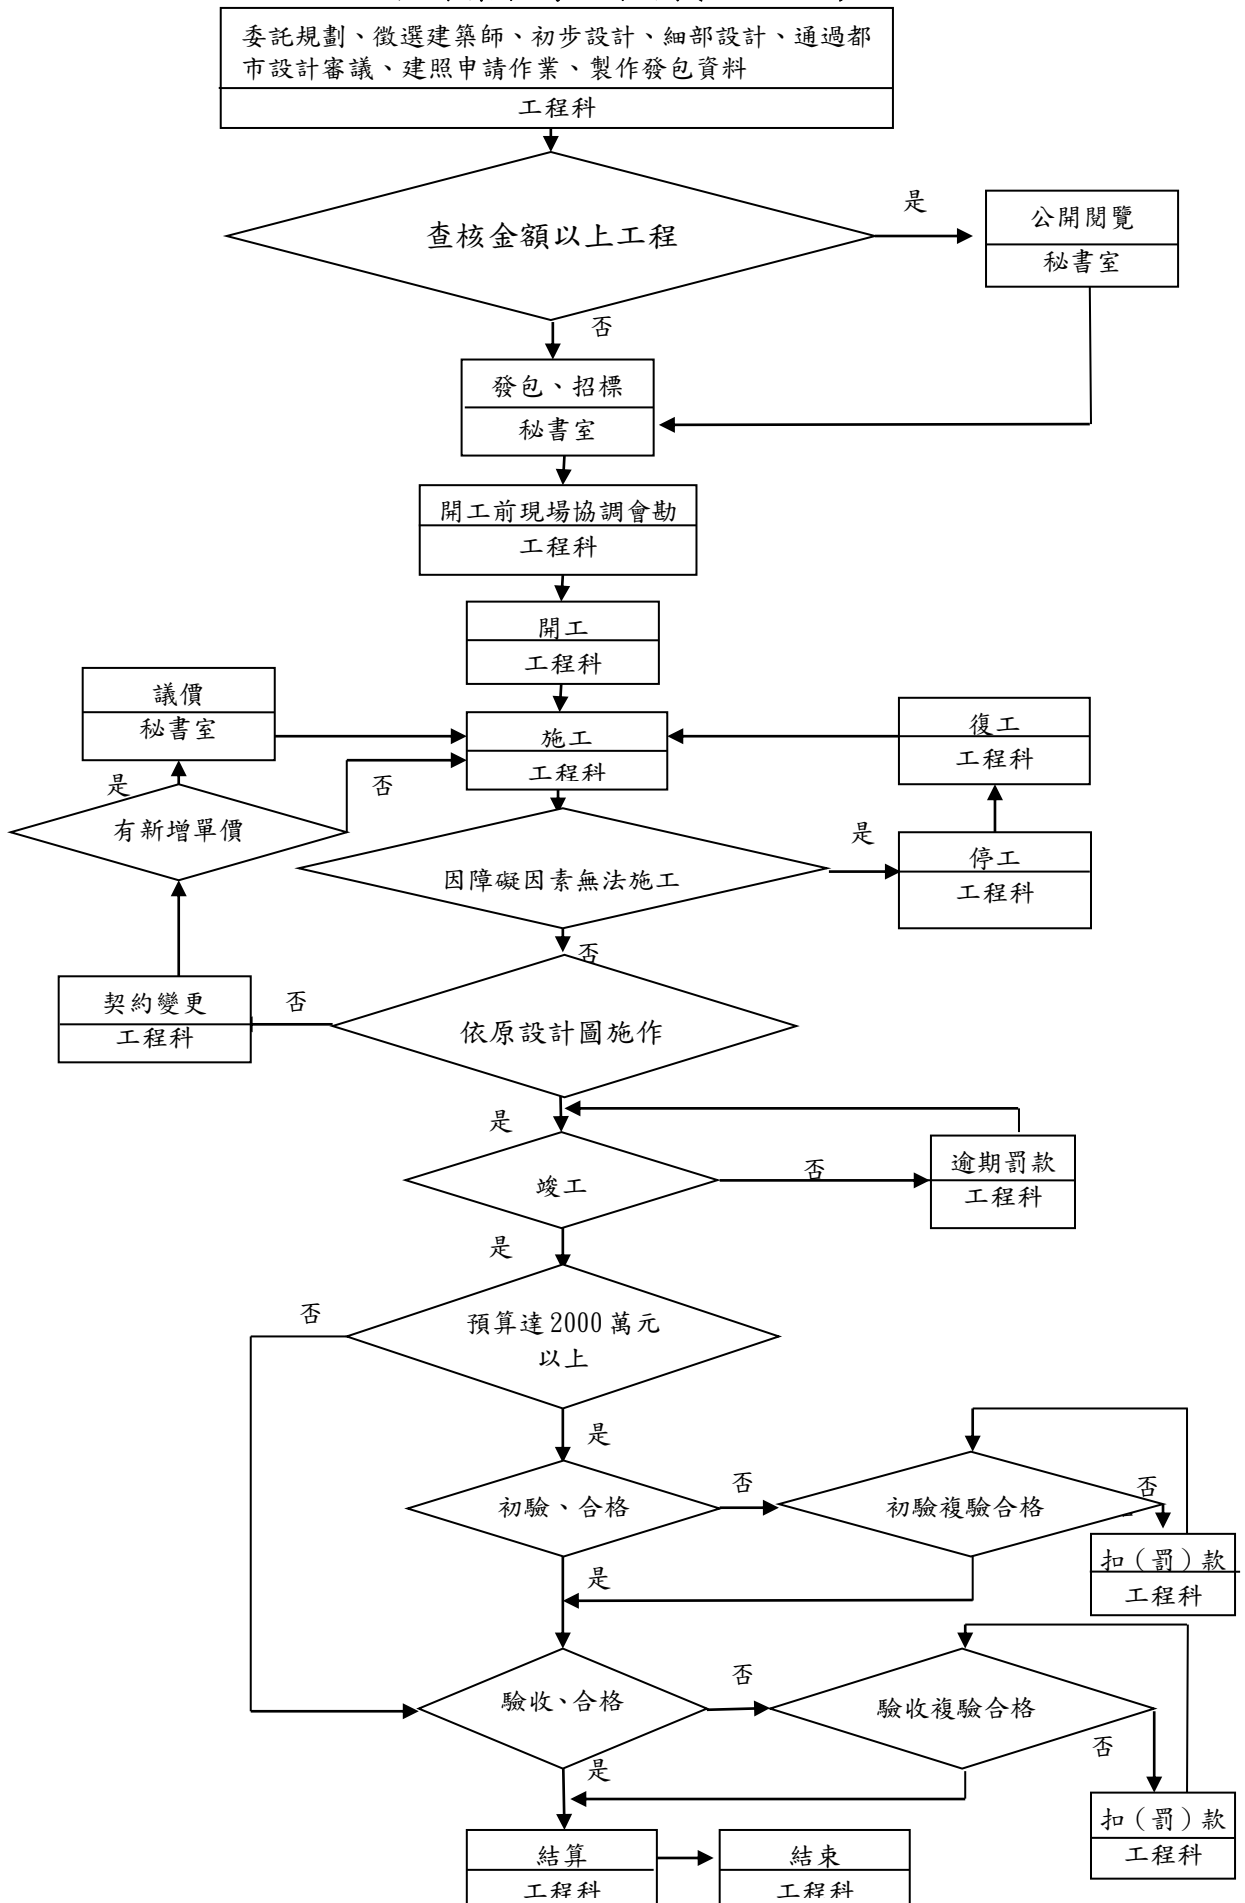 委託規劃、徵選建築師、初步設計、細部設計、通過都
市設計審議、建照申請作業、製作發包資料
工程科
查核金額以上工程
是
公開閱覽
秘書室
否
發包、招標
秘書室
開工前現場協調會勘
工程科
開工
工程科
議價
秘書室
施工
工程科
復工
工程科
是
否
有新增單價
因障礙因素無法施工
是
停工
工程科
否
契約變更
工程科
否
依原設計圖施作
是
竣工
否
逾期罰款
工程科
是
否
預算達2000萬元
以上
是
初驗、合格
否
初驗複驗合格
否
扣（罰）款
工程科
是
驗收、合格
否
驗收複驗合格
否
扣（罰）款
工程科
是
結算
工程科
結束
工程科